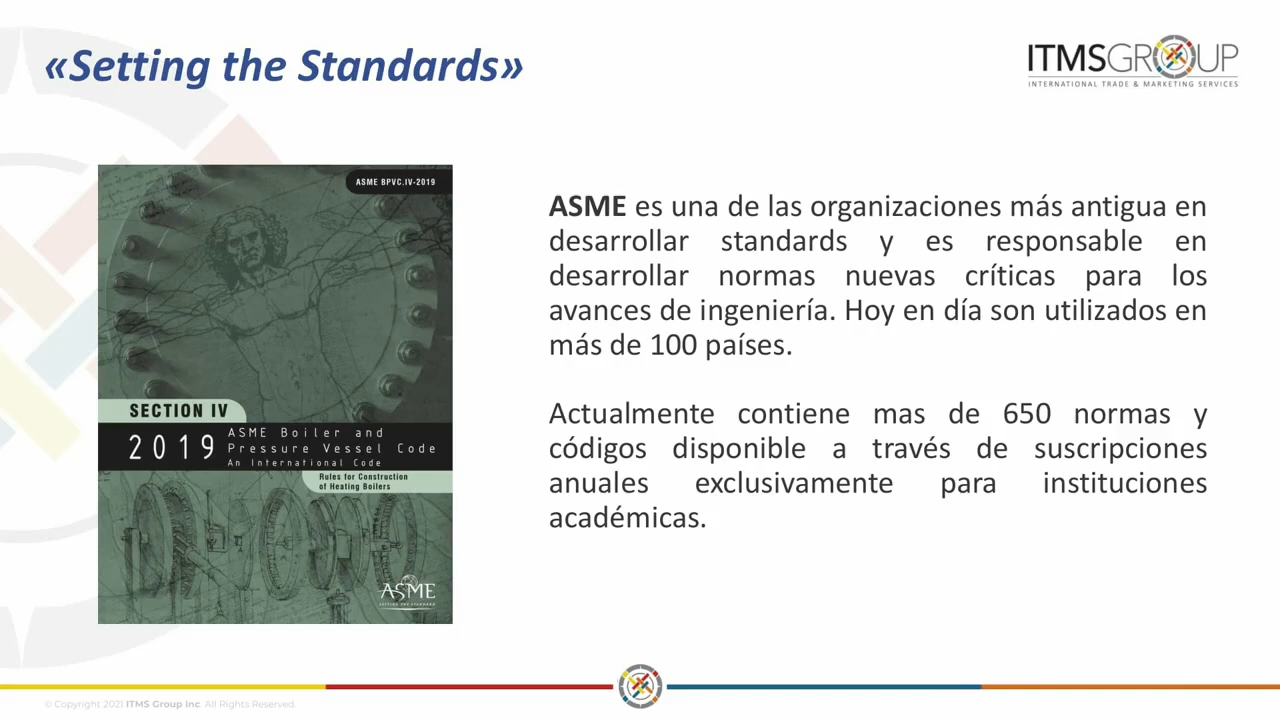 «Setting the Standards»
ITMSGROUP
INTERNATIONAL TRADE & MARKETING SERVICES
ASME BPVC.IV-2019
SECTION IV
2019
ASME Boiler and
Pressure Vessel Code
An International Code
Rules for Construction
of Heating Boilers
ASME
SETTING THE STANDARD
ASME es una de las organizaciones más antigua en
desarrollar standards y es responsable en
desarrollar normas nuevas críticas para los
avances de ingeniería. Hoy en día son utilizados en
más de 100 países.
Actualmente contiene mas de 650 normas y
códigos disponible a través de suscripciones
anuales exclusivamente para instituciones
académicas.
© Copyright 2021 ITMS Group Inc. All Rights Reserved.